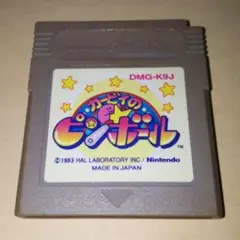 DMG-K9J
カービィの
ピンボール
TM
©1993 HAL LABORATORY INC./Nintendo
MADE IN JAPAN